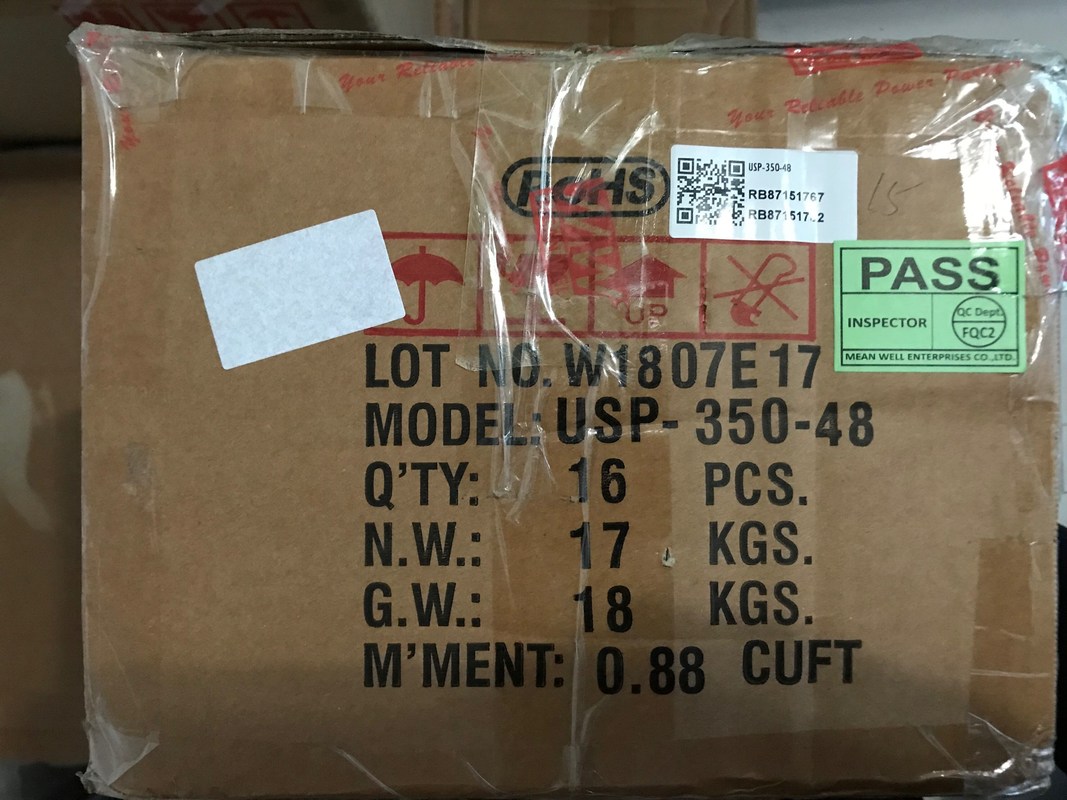 Your Reliable
Your Reliable Power Partner
RoHS
USP-350-48
RB87151767
15
UP
PASS
INSPECTOR
QC Dept.
FQC2
MEAN WELL ENTERPRISES CO.,LTD.
LOT NO. W1807E17
MODEL: USP-350-48
Q'TY: 16 PCS.
N.W.: 17 KGS.
G.W.: 18 KGS.
M'MENT: 0.88 CUFT